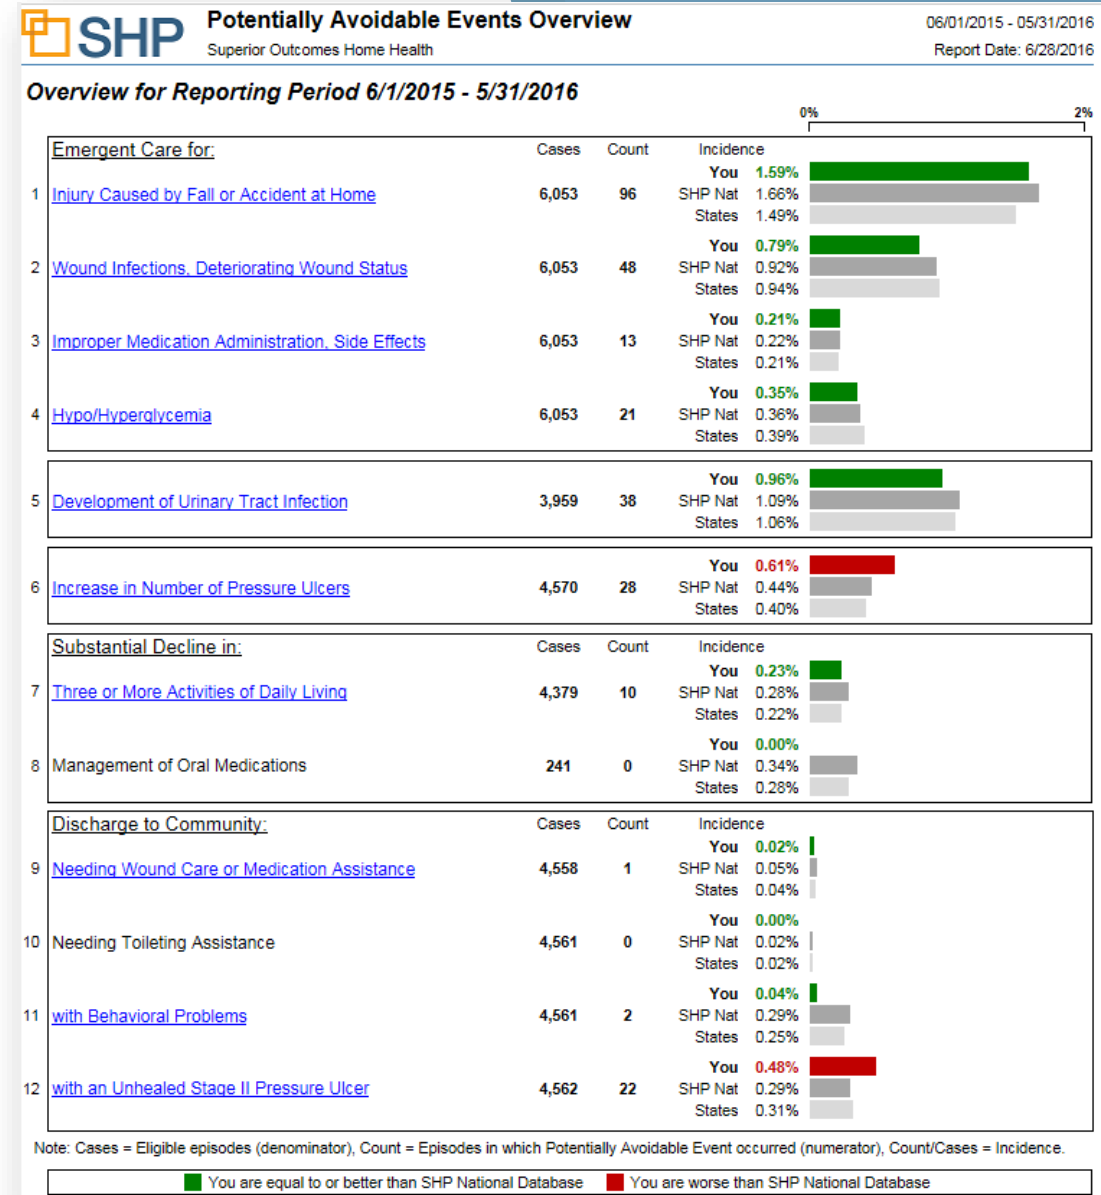 SHP
Potentially Avoidable Events Overview
06/01/2015 - 05/31/2016
Superior Outcomes Home Health
Report Date: 6/28/2016
Overview for Reporting Period 6/1/2015 - 5/31/2016
0% 2%
Emergent Care for: Cases Count Incidence
You 1.59%
1 Injury Caused by Fall or Accident at Home 6,053 96 SHP Nat 1.66%
States 1.49%
You 0.79%
2 Wound Infections, Deteriorating Wound Status 6,053 48 SHP Nat 0.92%
States 0.94%
You 0.21%
3 Improper Medication Administration, Side Effects 6,053 13 SHP Nat 0.22%
States 0.21%
You 0.35%
4 Hypo/Hyperglycemia 6,053 21 SHP Nat 0.36%
States 0.39%
You 0.96%
5 Development of Urinary Tract Infection 3,959 38 SHP Nat 1.09%
States 1.06%
You 0.61%
6 Increase in Number of Pressure Ulcers 4,570 28 SHP Nat 0.44%
States 0.40%
Substantial Decline in: Cases Count Incidence
You 0.23%
7 Three or More Activities of Daily Living 4,379 10 SHP Nat 0.28%
States 0.22%
You 0.00%
8 Management of Oral Medications 241 0 SHP Nat 0.34%
States 0.28%
Discharge to Community: Cases Count Incidence
You 0.02%
9 Needing Wound Care or Medication Assistance 4,558 1 SHP Nat 0.05%
States 0.04%
You 0.00%
10 Needing Toileting Assistance 4,561 0 SHP Nat 0.02%
States 0.02%
You 0.04%
11 with Behavioral Problems 4,561 2 SHP Nat 0.29%
States 0.25%
You 0.48%
12 with an Unhealed Stage II Pressure Ulcer 4,562 22 SHP Nat 0.29%
States 0.31%
Note: Cases = Eligible episodes (denominator), Count = Episodes in which Potentially Avoidable Event occurred (numerator), Count/Cases = Incidence.
You are equal to or better than SHP National Database You are worse than SHP National Database